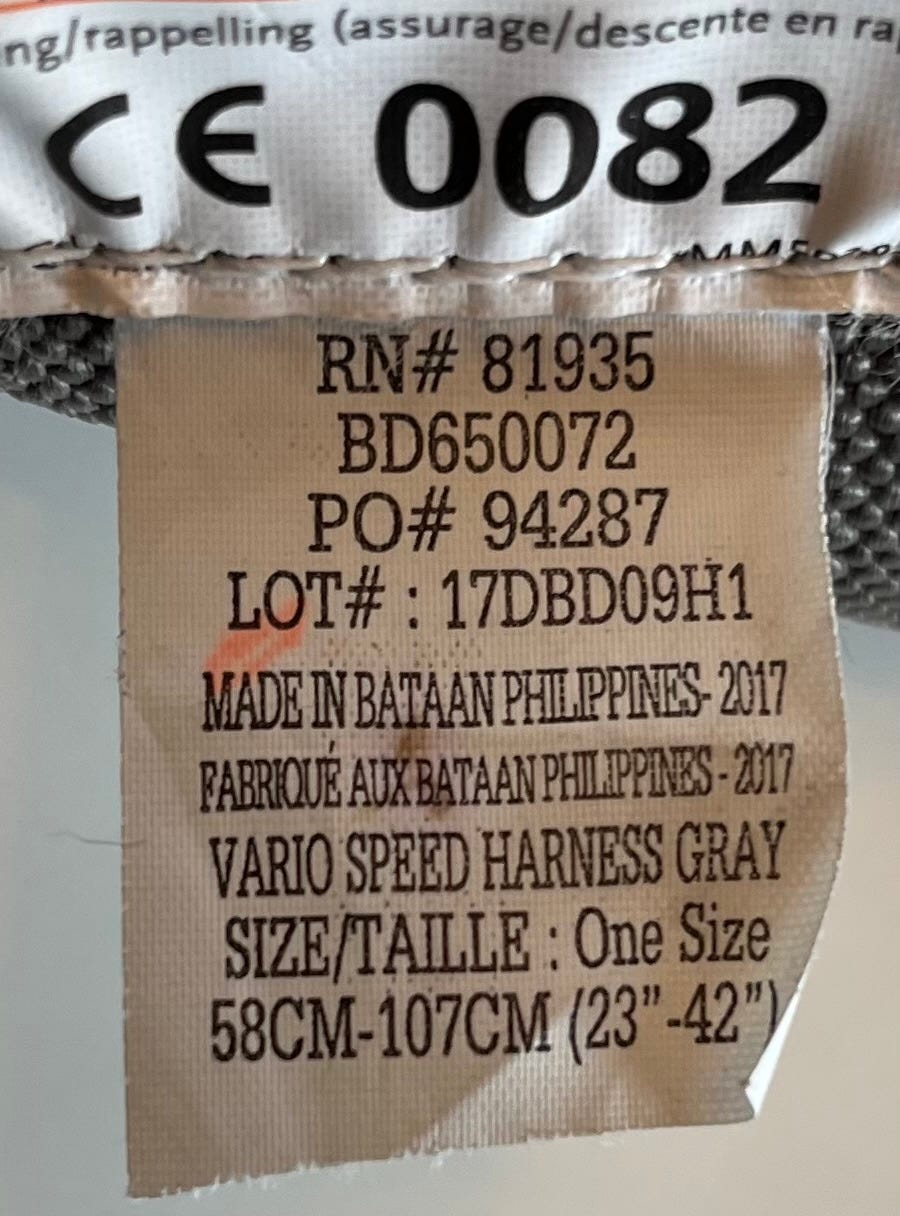 ng/rappelling (assurage/descente en ra
CE 0082
RN# 81935
BD650072
PO# 94287
LOT# : 17DBD09H1
MADE IN BATAAN PHILIPPINES- 2017
FABRIQUÉ AUX BATAAN PHILIPPINES - 2017
VARIO SPEED HARNESS GRAY
SIZE/TAILLE : One Size
58CM-107CM (23”-42”)